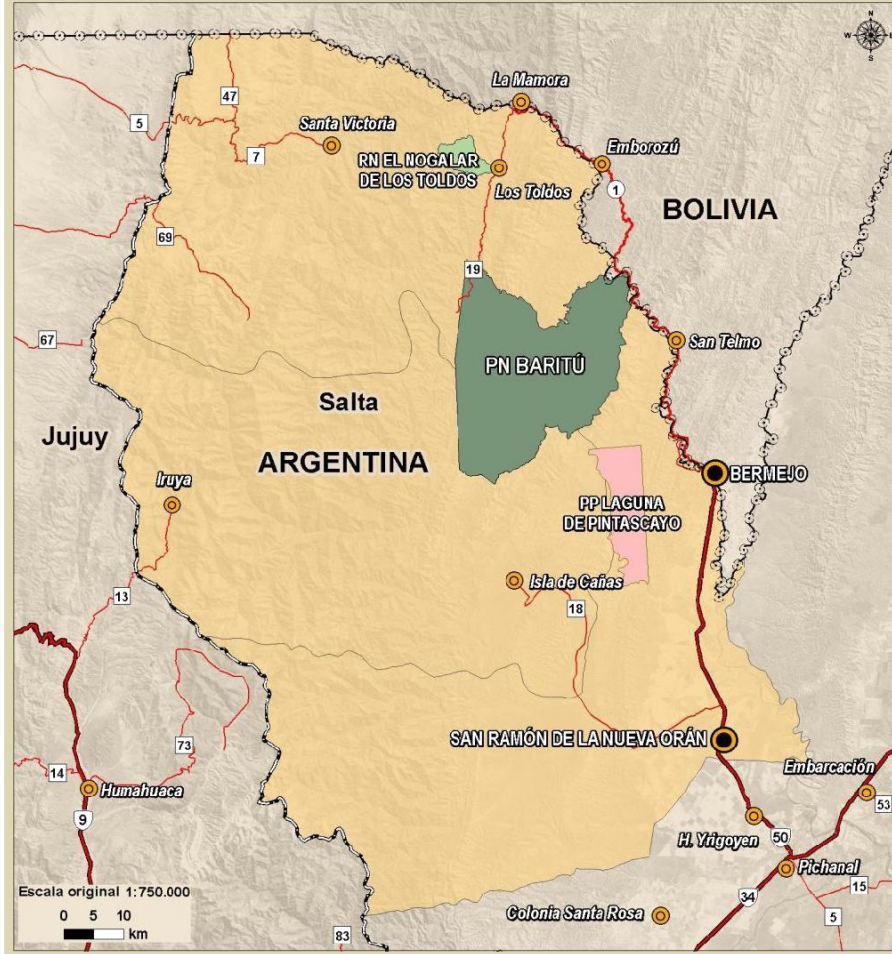 N
W
E
S
La Mamora
47
5
Santa Victoria
7
RN EL NOGALAR
DE LOS TOLDOS
Emborozú
Los Toldos
1
BOLIVIA
69
19
67
San Telmo
PN BARITÚ
Salta
Jujuy
ARGENTINA
BERMEJO
Iruya
PP LAGUNA
DE PINTASCAYO
Isla de Cañas
13
18
SAN RAMÓN DE LA NUEVA ORÁN
73
14
Embarcación
Humahuaca
53
9
H. Yrigoyen
50
Pichanal
Escala original 1:750.000
15
34
0 5 10
km
Colonia Santa Rosa
5
83